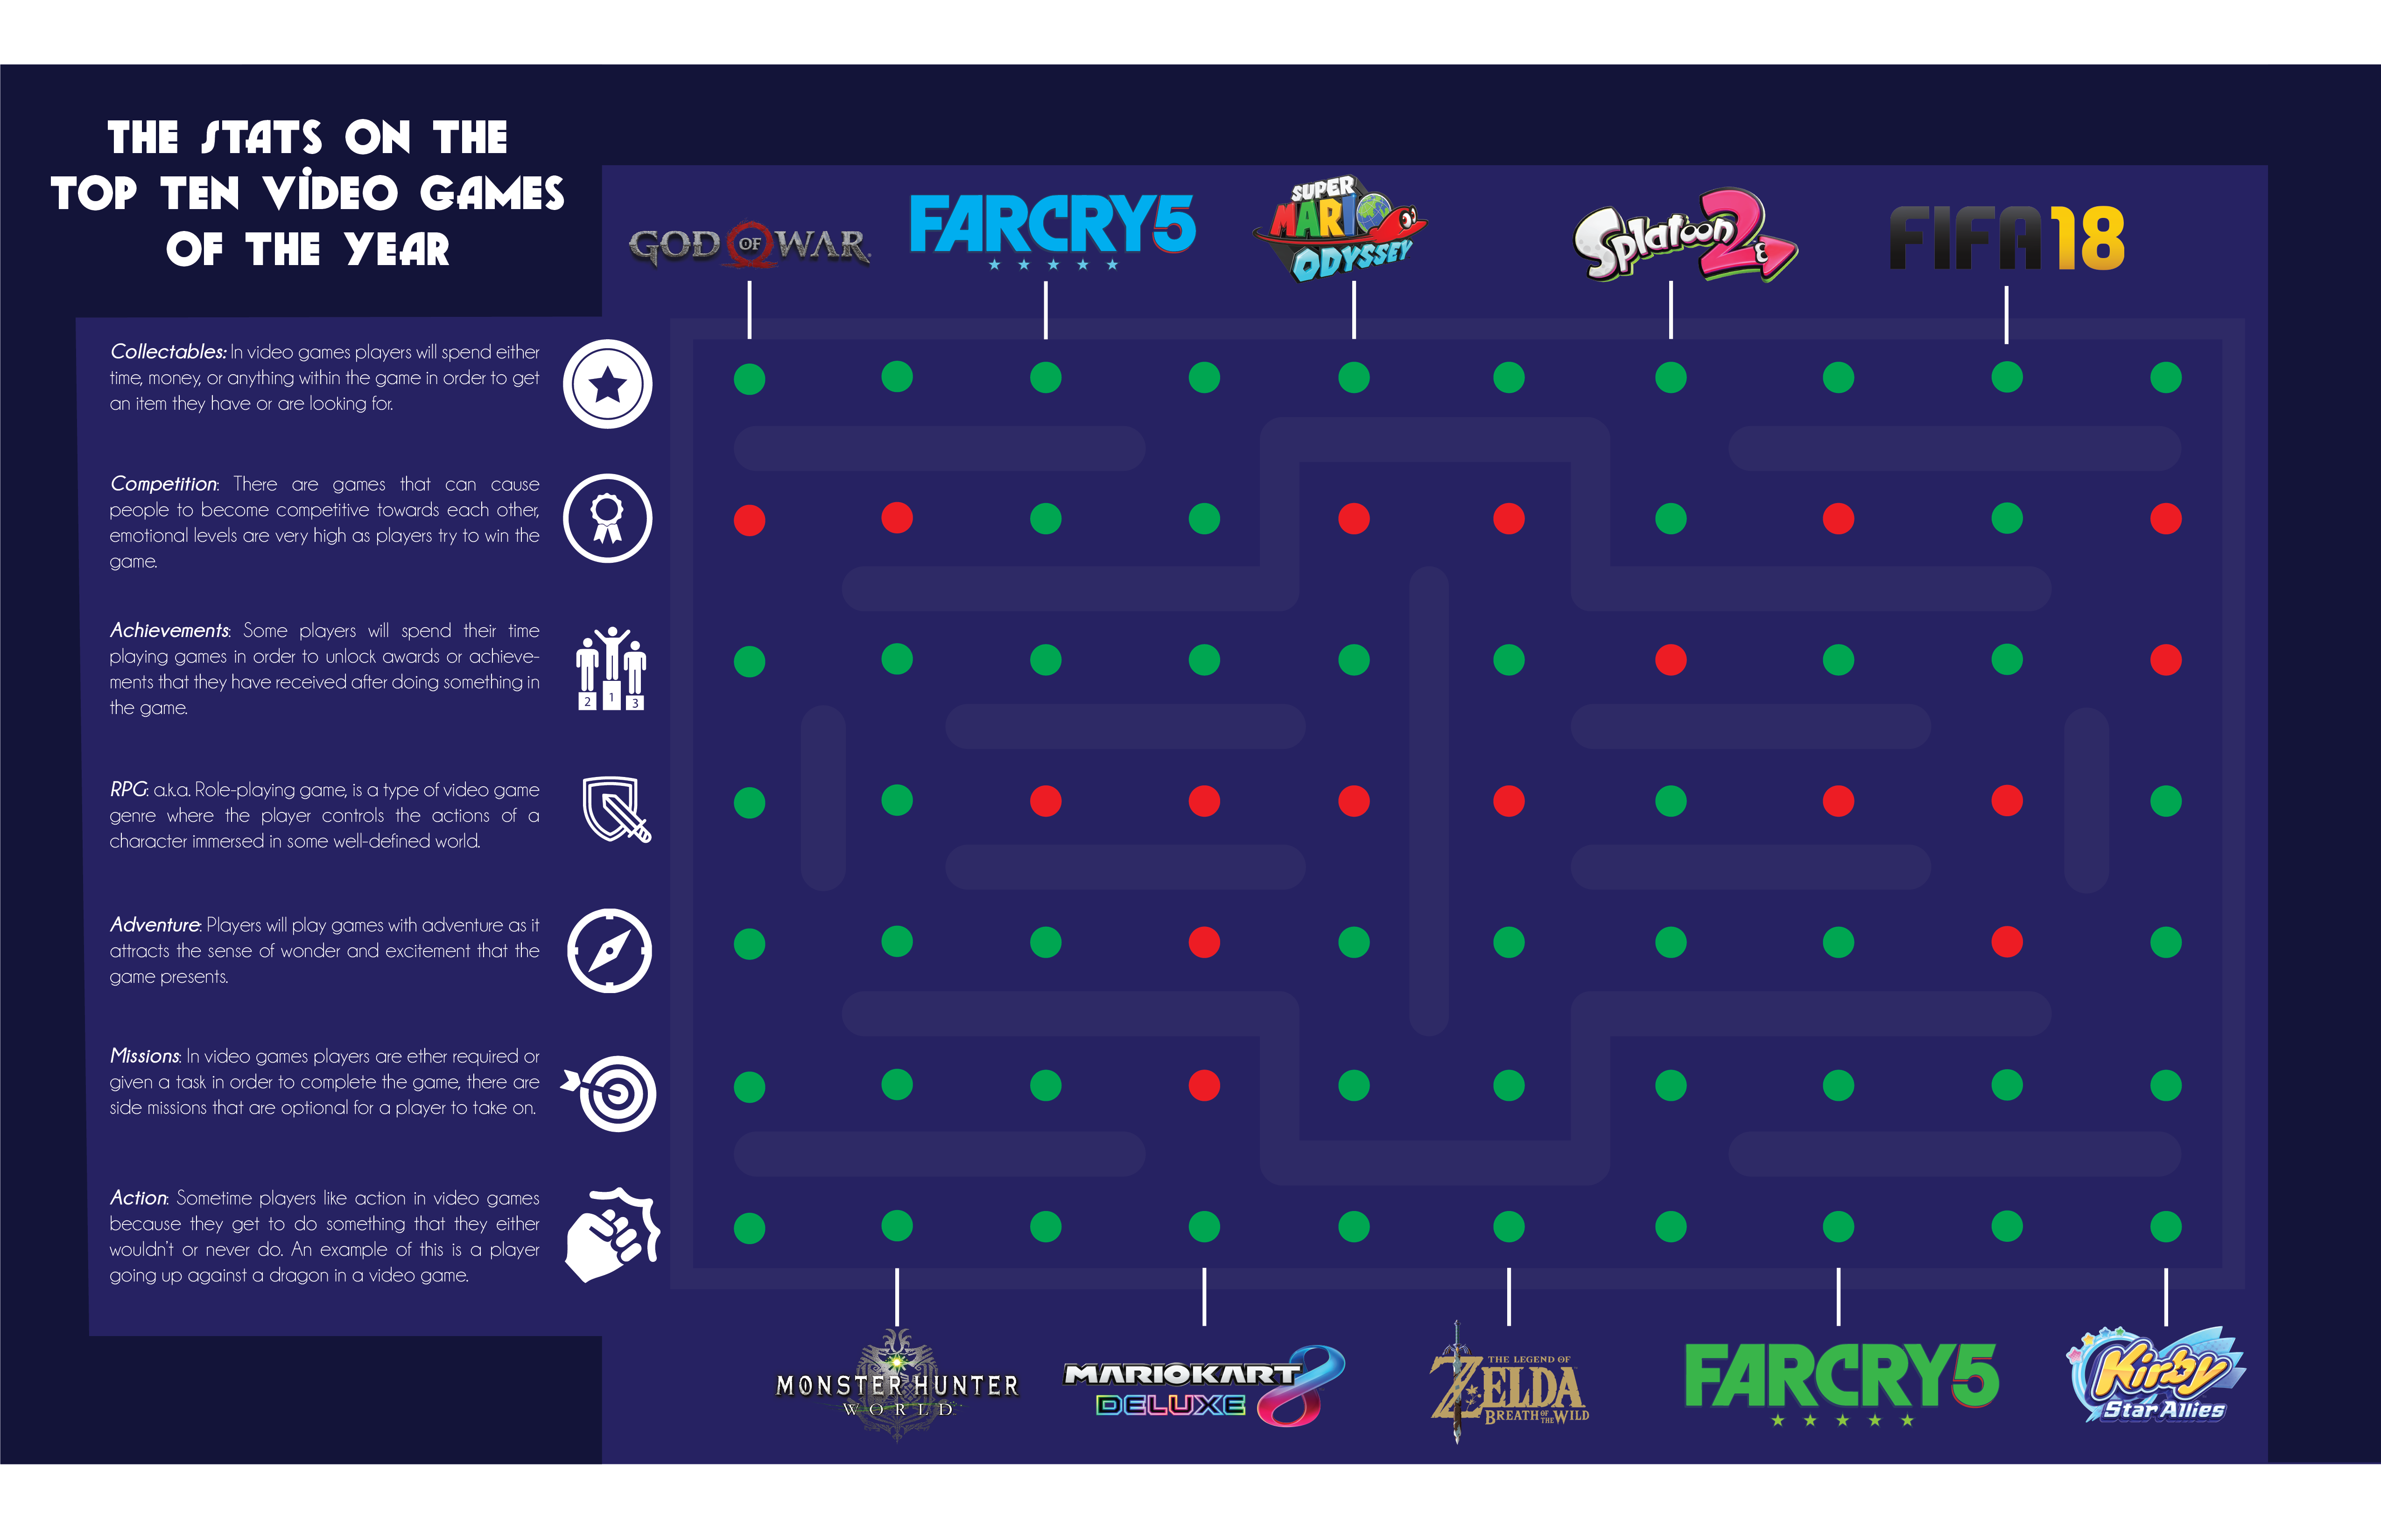 THE STATS ON THE
TOP TEN VIDEO GAMES
OF THE YEAR
GOD OF WAR
FARCRY5
SUPER
MARIO
ODYSSEY
Splatoon2
FIFA18
Collectables: In video games players will spend either
time, money, or anything within the game in order to get
an item they have or are looking for.
Competition: There are games that can cause
people to become competitive towards each other,
emotional levels are very high as players try to win the
game.
Achievements: Some players will spend their time
playing games in order to unlock awards or achieve-
ments that they have received after doing something in
the game.
2 1 3
RPG: a.k.a. Role-playing game, is a type of video game
genre where the player controls the actions of a
character immersed in some well-defined world.
Adventure: Players will play games with adventure as it
attracts the sense of wonder and excitement that the
game presents.
Missions: In video games players are ether required or
given a task in order to complete the game, there are
side missions that are optional for a player to take on.
Action: Sometime players like action in video games
because they get to do something that they either
wouldn't or never do. An example of this is a player
going up against a dragon in a video game.
MONSTER HUNTER
WORLD
MARIOKART 8
DELUXE
THE LEGEND OF
ZELDA
BREATH OF THE WILD
FARCRY5
Kirby
Star Allies